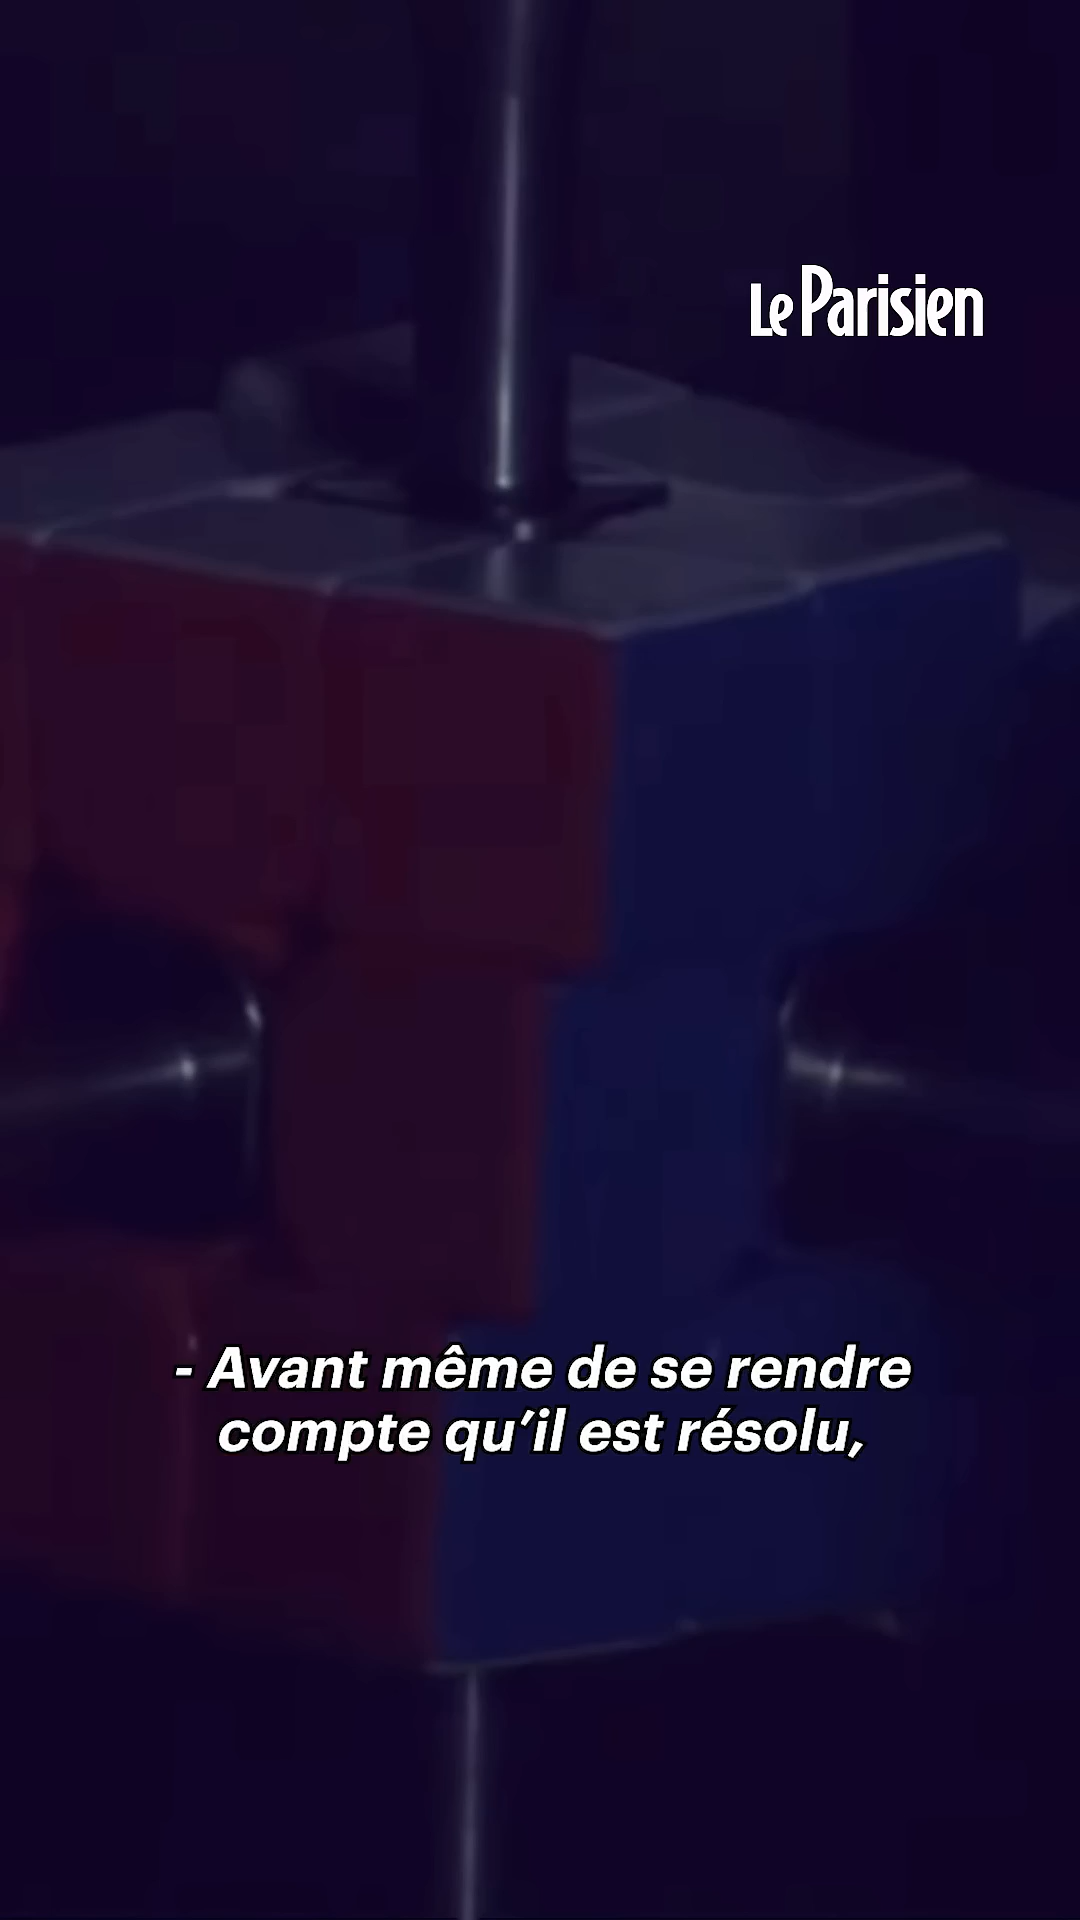 Le Parisien
- Avant même de se rendre
compte qu’il est résolu,